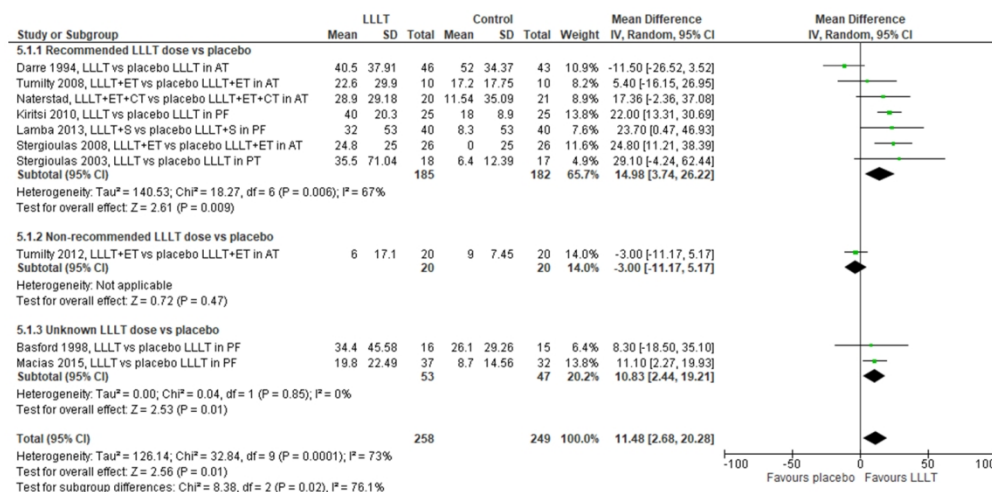 LLLT Control Mean Difference Mean Difference
Study or Subgroup Mean SD Total Mean SD Total Weight IV, Random, 95% CI IV, Random, 95% CI
5.1.1 Recommended LLLT dose vs placebo
Darre 1994, LLLT vs placebo LLLT in AT 40.5 37.91 46 52 34.37 43 10.9% -11.50 [-26.52, 3.52]
Tumilty 2008, LLLT+ET vs placebo LLLT+ET in AT 22.6 29.9 10 17.2 17.75 10 8.2% 5.40 [-16.15, 26.95]
Naterstad, LLLT+ET+CT vs placebo LLLT+ET+CT in AT 28.9 29.18 20 11.54 35.09 21 9.0% 17.36 [-2.36, 37.08]
Kiritsi 2010, LLLT vs placebo LLLT in PF 40 20.3 25 18 8.9 25 13.8% 22.00 [13.31, 30.69]
Lamba 2013, LLLT+S vs placebo LLLT+S in PF 32 53 40 8.3 53 40 7.6% 23.70 [0.47, 46.93]
Stergioulas 2008, LLLT+ET vs placebo LLLT+ET in AT 24.8 25 26 0 25 26 11.6% 24.80 [11.21, 38.39]
Stergioulas 2003, LLLT vs placebo LLLT in PT 35.5 71.04 18 6.4 12.39 17 4.7% 29.10 [-4.24, 62.44]
Subtotal (95% CI) 185 182 65.7% 14.98 [3.74, 26.22]
Heterogeneity: Tau² = 140.53; Chi² = 18.27, df = 6 (P = 0.006); I² = 67%
Test for overall effect: Z = 2.61 (P = 0.009)
5.1.2 Non-recommended LLLT dose vs placebo
Tumilty 2012, LLLT+ET vs placebo LLLT+ET in AT 6 17.1 20 9 7.45 20 14.0% -3.00 [-11.17, 5.17]
Subtotal (95% CI) 20 20 14.0% -3.00 [-11.17, 5.17]
Heterogeneity: Not applicable
Test for overall effect: Z = 0.72 (P = 0.47)
5.1.3 Unknown LLLT dose vs placebo
Basford 1998, LLLT vs placebo LLLT in PF 34.4 45.58 16 26.1 29.26 15 6.4% 8.30 [-18.50, 35.10]
Macias 2015, LLLT vs placebo LLLT in PF 19.8 22.49 37 8.7 14.56 32 13.8% 11.10 [2.27, 19.93]
Subtotal (95% CI) 53 47 20.2% 10.83 [2.44, 19.21]
Heterogeneity: Tau² = 0.00; Chi² = 0.04, df = 1 (P = 0.85); I² = 0%
Test for overall effect: Z = 2.53 (P = 0.01)
Total (95% CI) 258 249 100.0% 11.48 [2.68, 20.28]
Heterogeneity: Tau² = 126.14; Chi² = 32.84, df = 9 (P = 0.0001); I² = 73%
Test for overall effect: Z = 2.56 (P = 0.01)
Test for subgroup differences: Chi² = 8.38, df = 2 (P = 0.02), I² = 76.1%
-100 -50 0 50 100
Favours placebo Favours LLLT